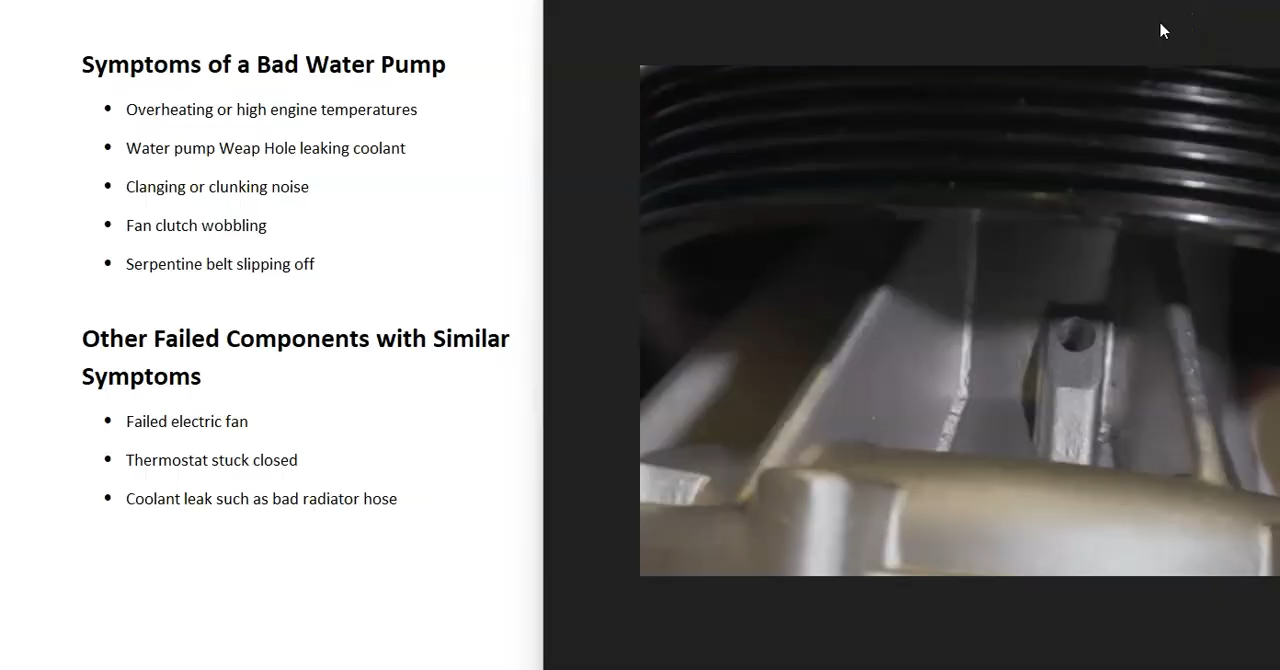 Symptoms of a Bad Water Pump
• Overheating or high engine temperatures
• Water pump Weap Hole leaking coolant
• Clanging or clunking noise
• Fan clutch wobbling
• Serpentine belt slipping off
Other Failed Components with Similar
Symptoms
• Failed electric fan
• Thermostat stuck closed
• Coolant leak such as bad radiator hose